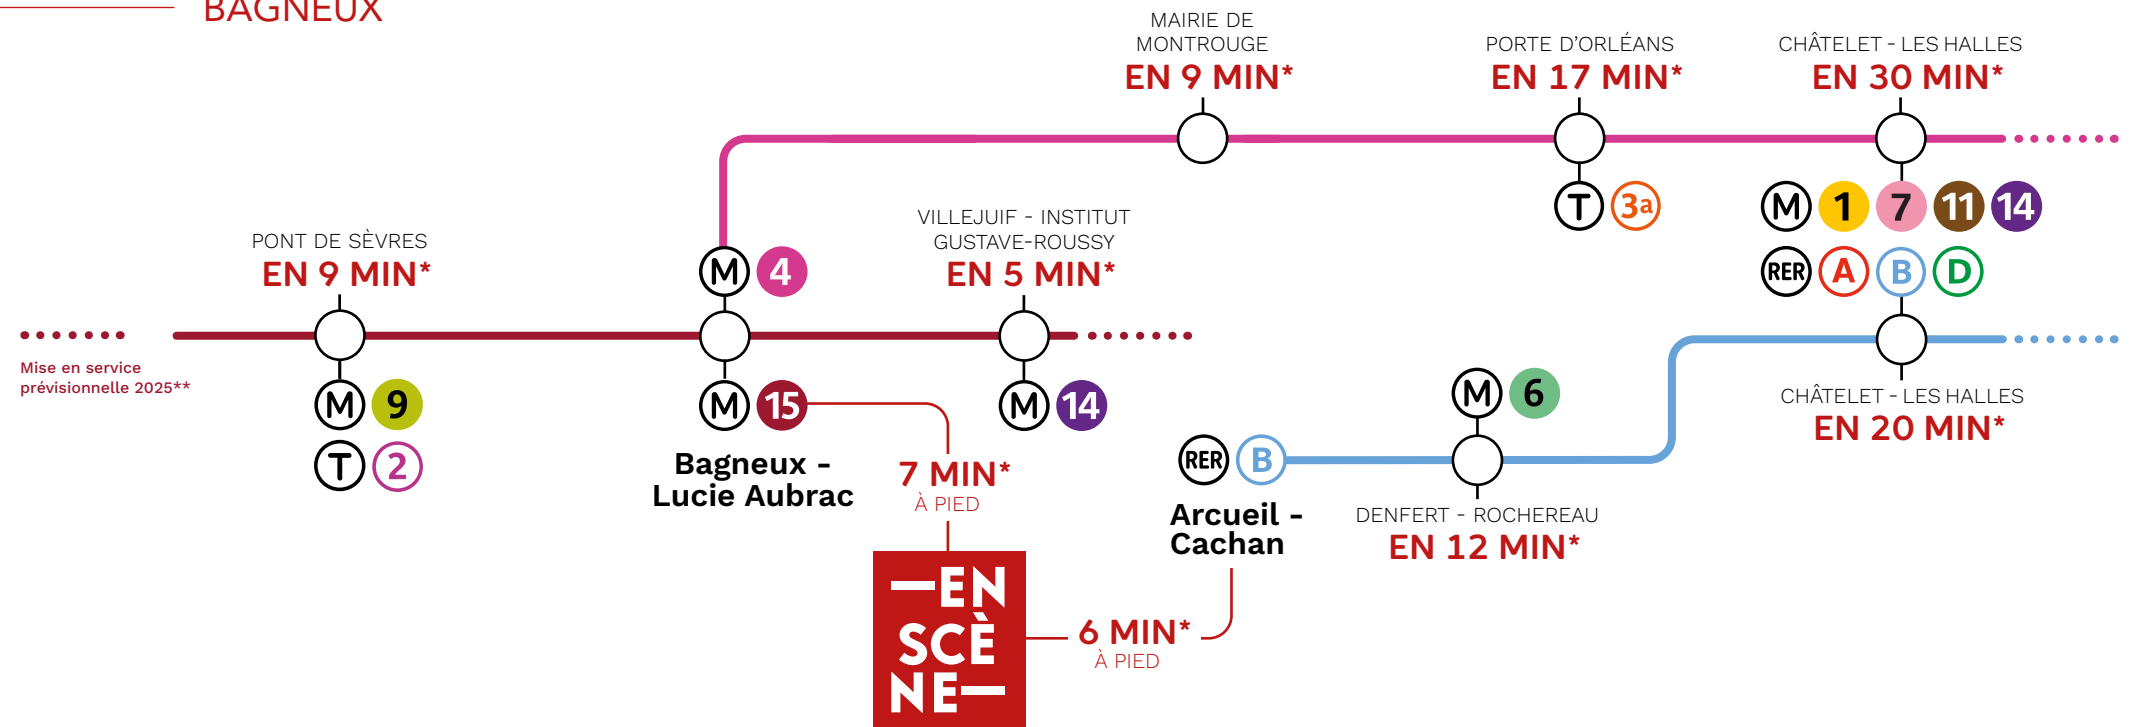 BAGNEUX
MAIRIE DE
MONTROUGE
EN 9 MIN*
PORTE D'ORLÉANS
EN 17 MIN*
T 3a
CHÂTELET - LES HALLES
EN 30 MIN*
M 1 7 11 14
RER A B D
PONT DE SÈVRES
EN 9 MIN*
M 9
T 2
Mise en service
prévisionnelle 2025**
M 4
M 15
Bagneux -
Lucie Aubrac
VILLEJUIF - INSTITUT
GUSTAVE-ROUSSY
EN 5 MIN*
M 14
7 MIN*
À PIED
RER B
Arcueil -
Cachan
M 6
DENFERT - ROCHEREAU
EN 12 MIN*
CHÂTELET - LES HALLES
EN 20 MIN*
6 MIN*
À PIED
—EN
SCÈ
NE—